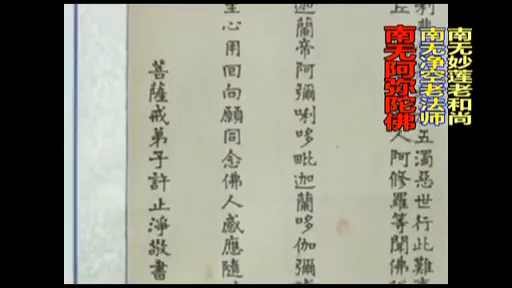 南无妙莲老和尚
南无净空老法师
南无阿弥陀佛
五濁惡世行此難
人阿修羅等聞佛
迦蘭帝阿彌唎哆毗迦蘭哆伽彌
心用回向願同念佛人感應隨
菩薩戒弟子許止淨敬書